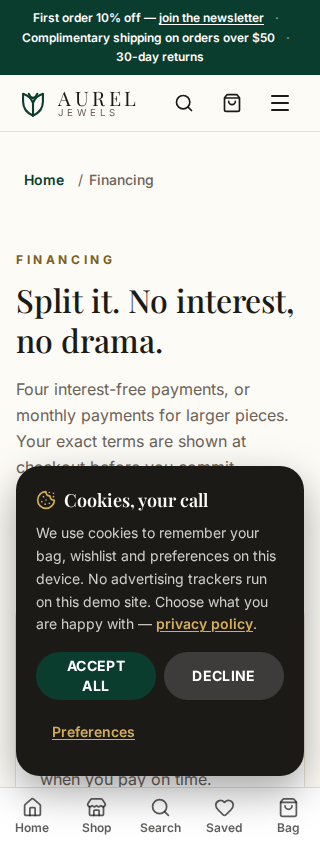 First order 10% off — join the newsletter ·
Complimentary shipping on orders over $50 ·
30-day returns
AUREL
JEWELS
Home / Financing
FINANCING
Split it. No interest,
no drama.
Four interest-free payments, or
monthly payments for larger pieces.
Your exact terms are shown at
checkout before you commit.
Cookies, your call
We use cookies to remember your
bag, wishlist and preferences on this
device. No advertising trackers run
on this demo site. Choose what you
are happy with — privacy policy.
ACCEPT
ALL
DECLINE
Preferences
when you pay on time.
Home
Shop
Search
Saved
Bag